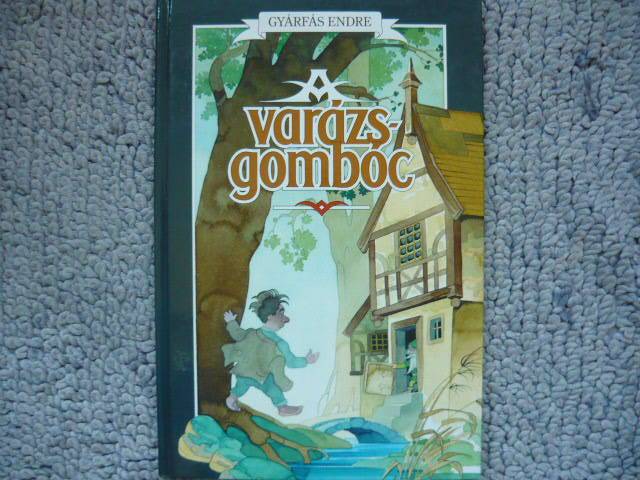 GYÁRFÁS ENDRE
A
varázs-
gombóc